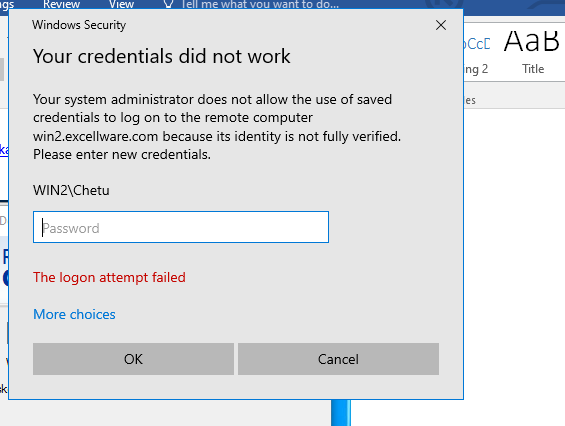 Review View Tell me what you want to do...
Windows Security
Your credentials did not work
AaB
ng 2 Title
Your system administrator does not allow the use of saved
credentials to log on to the remote computer
win2.excellware.com because its identity is not fully verified.
Please enter new credentials.
les
WIN2\Chetu
Password
The logon attempt failed
More choices
OK Cancel